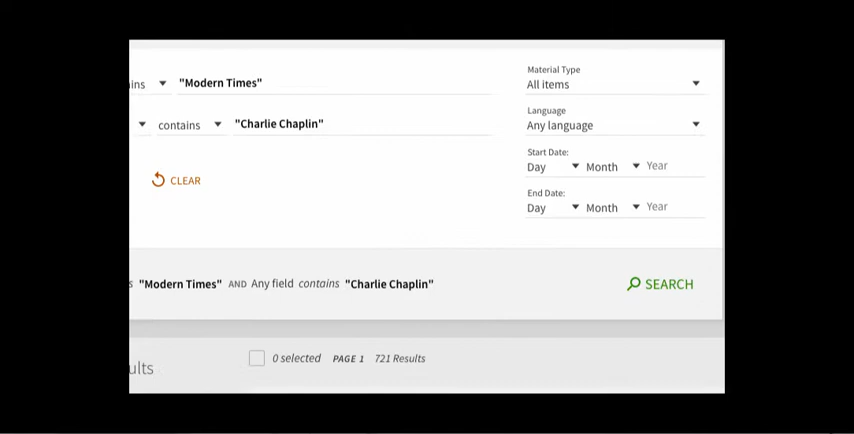 ins "Modern Times"
contains "Charlie Chaplin"
CLEAR
Material Type
All items
Language
Any language
Start Date:
Day Month Year
End Date:
Day Month Year
s "Modern Times" AND Any field contains "Charlie Chaplin"
SEARCH
ults 0 selected PAGE 1 721 Results